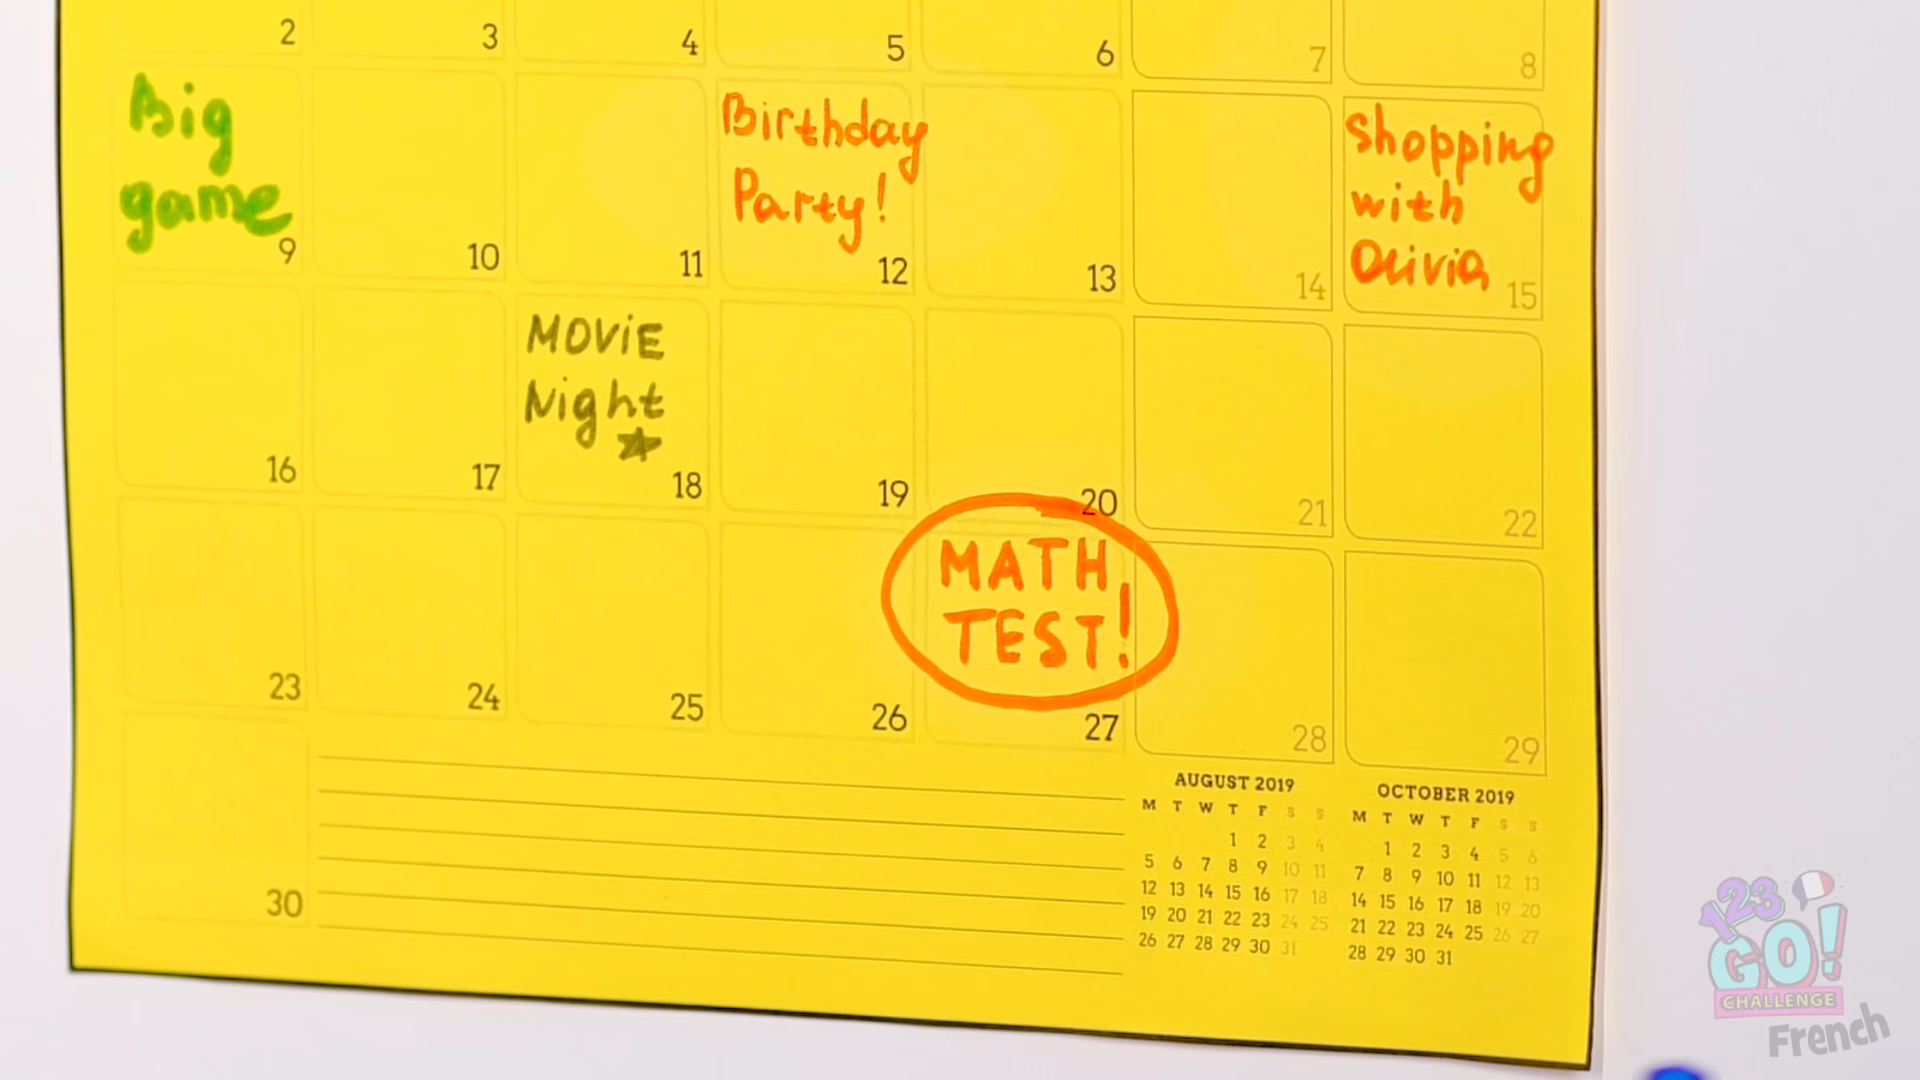 2 3 4 5 6 7 8
Big
game
9 10 11
Birthday
Party!
12 13 14
Shopping
with
Olivia
15
16 17
MOViE
Night
18 19 20 21 22
23 24 25 26
MATH
TEST!
27 28 29
30
AUGUST 2019
M T W T F S S
1 2 3 4
5 6 7 8 9 10 11
12 13 14 15 16 17 18
19 20 21 22 23 24 25
26 27 28 29 30 31
OCTOBER 2019
M T W T F S S
1 2 3 4 5 6
7 8 9 10 11 12 13
14 15 16 17 18 19 20
21 22 23 24 25 26 27
28 29 30 31
123
GO!
CHALLENGE
French